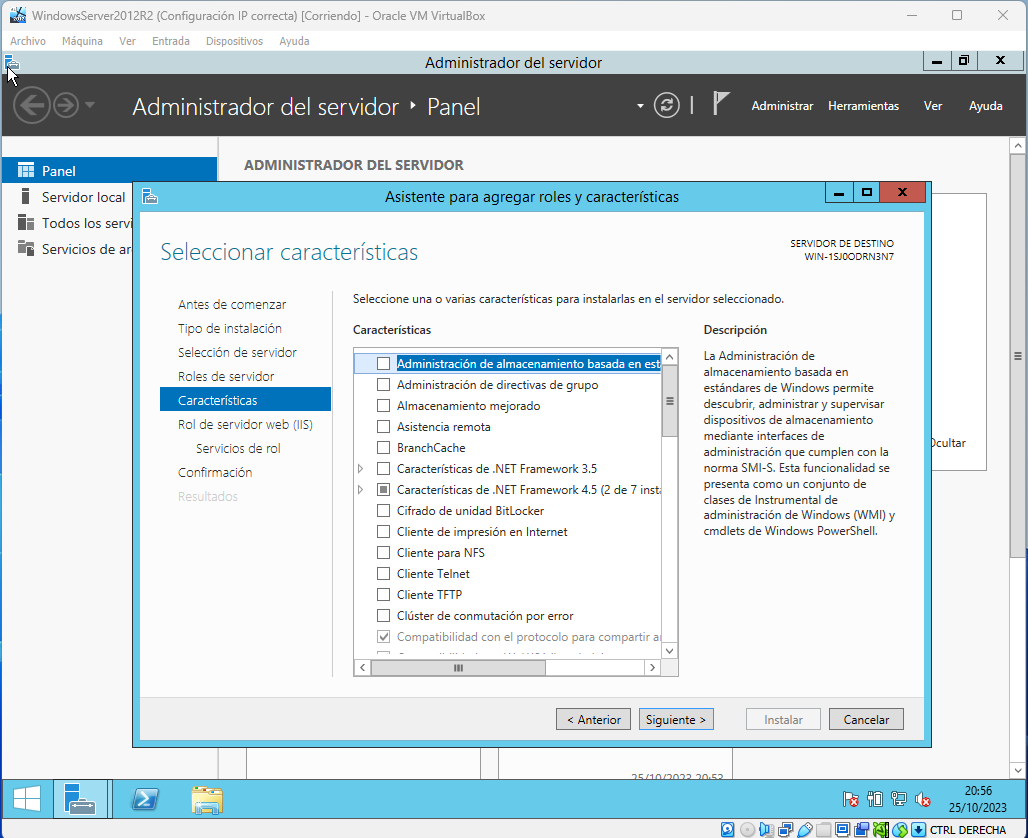 WindowsServer2012R2 (Configuración IP correcta) [Corriendo] - Oracle VM VirtualBox
Archivo Máquina Ver Entrada Dispositivos Ayuda
Administrador del servidor
Administrador del servidor Panel
Administrar Herramientas Ver Ayuda
Panel
Servidor local
Todos los servi
Servicios de ar
ADMINISTRADOR DEL SERVIDOR
Asistente para agregar roles y características
Seleccionar características
SERVIDOR DE DESTINO
WIN-1SJ0ODRN3N7
Antes de comenzar
Tipo de instalación
Selección de servidor
Roles de servidor
Características
Rol de servidor web (IIS)
Servicios de rol
Confirmación
Resultados
Seleccione una o varias características para instalarlas en el servidor seleccionado.
Características
Administración de almacenamiento basada en est
Administración de directivas de grupo
Almacenamiento mejorado
Asistencia remota
BranchCache
Características de .NET Framework 3.5
Características de .NET Framework 4.5 (2 de 7 insta
Cifrado de unidad BitLocker
Cliente de impresión en Internet
Cliente para NFS
Cliente Telnet
Cliente TFTP
Clúster de conmutación por error
Compatibilidad con el protocolo para compartir a
Descripción
La Administración de
almacenamiento basada en
estándares de Windows permite
descubrir, administrar y supervisar
dispositivos de almacenamiento
mediante interfaces de
administración que cumplen con la
norma SMI-S. Esta funcionalidad se
presenta como un conjunto de
clases de Instrumental de
administración de Windows (WMI) y
cmdlets de Windows PowerShell.
Ocultar
< Anterior Siguiente > Instalar Cancelar
25/10/2023 20:53
20:56
25/10/2023
CTRL DERECHA